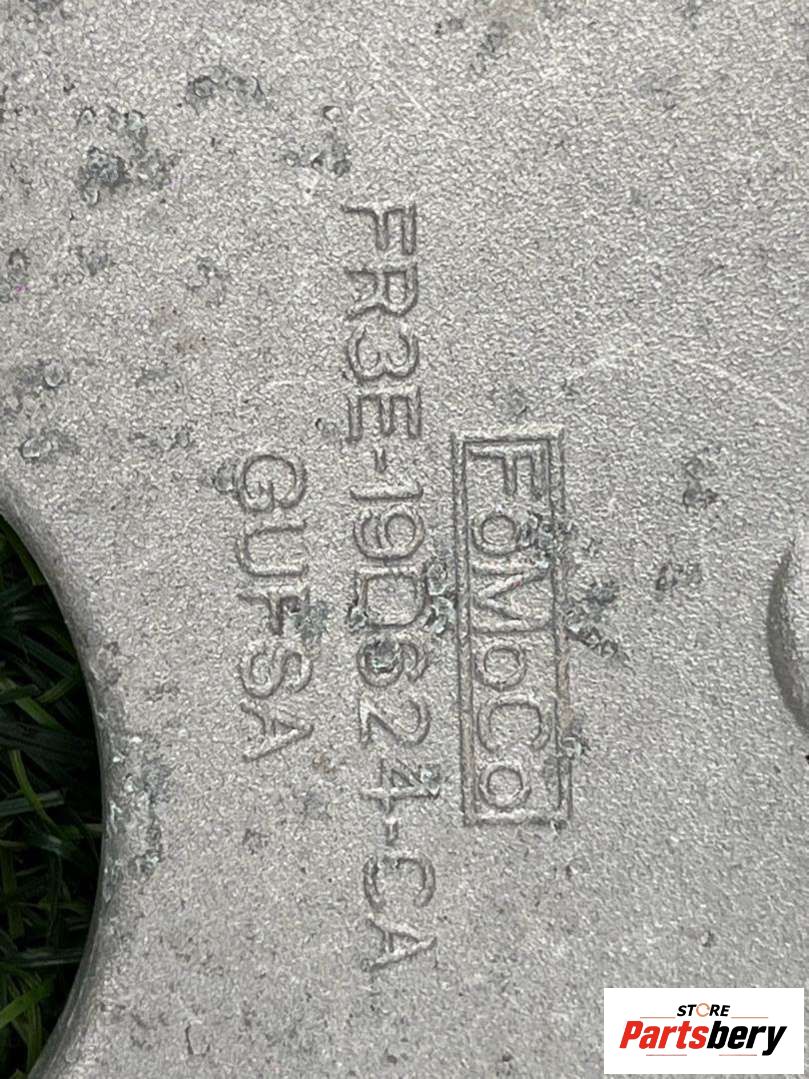 FoMoCo
FR3E-19D624-CA
GUFSA
STORE
Partsbery